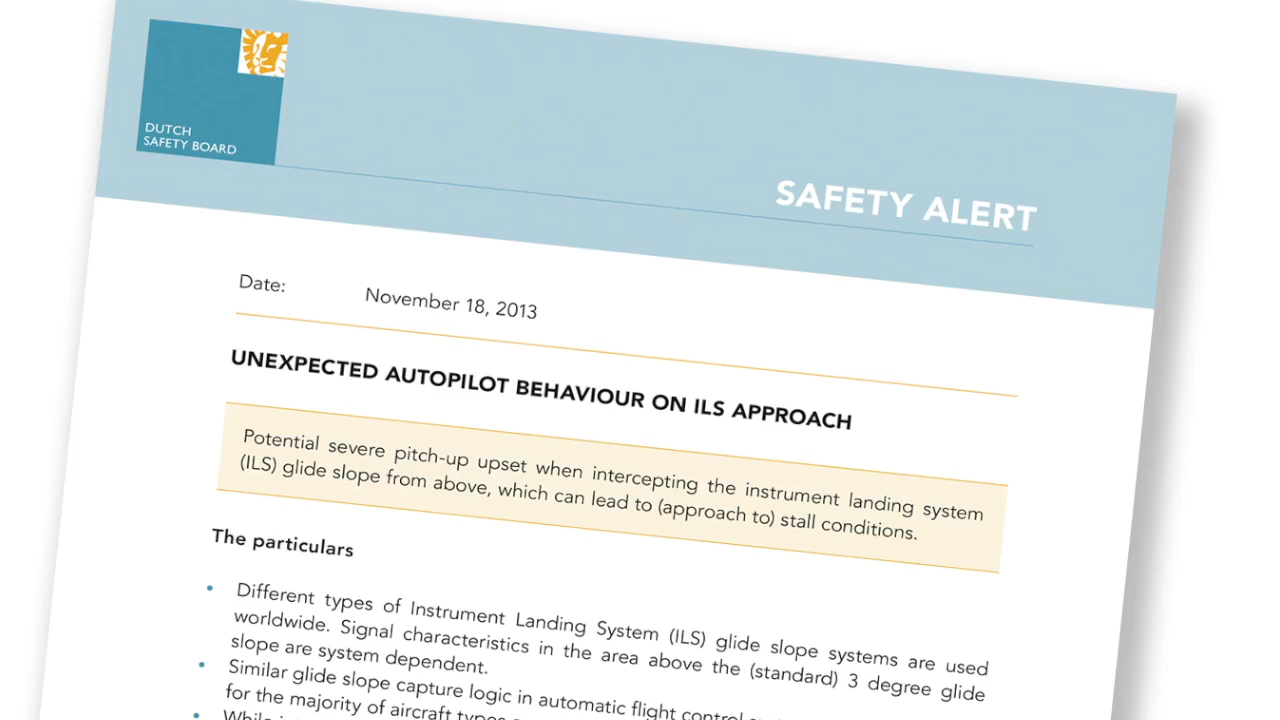 DUTCH
SAFETY BOARD
SAFETY ALERT
Date: November 18, 2013
UNEXPECTED AUTOPILOT BEHAVIOUR ON ILS APPROACH
Potential severe pitch-up upset when intercepting the instrument landing system
(ILS) glide slope from above, which can lead to (approach to) stall conditions.
The particulars
• Different types of Instrument Landing System (ILS) glide slope systems are used
worldwide. Signal characteristics in the area above the (standard) 3 degree glide
slope are system dependent.
• Similar glide slope capture logic in automatic flight control
for the majority of aircraft types
• While